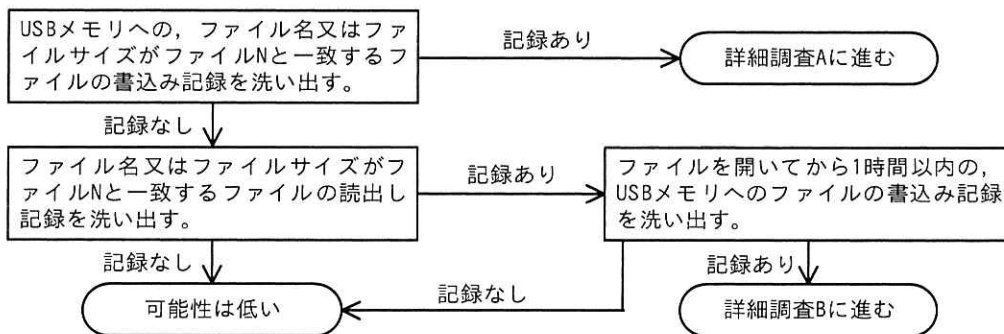 USBメモリへの，ファイル名又はファ
イルサイズがファイルNと一致するフ
ァイルの書込み記録を洗い出す。
記録あり
詳細調査Aに進む
記録なし
ファイル名又はファイルサイズがフ
ァイルNと一致するファイルの読出し
記録を洗い出す。
記録あり
ファイルを開いてから1時間以内の，
USBメモリへのファイルの書込み記録
を洗い出す。
記録なし
記録あり
可能性は低い
記録なし
詳細調査Bに進む